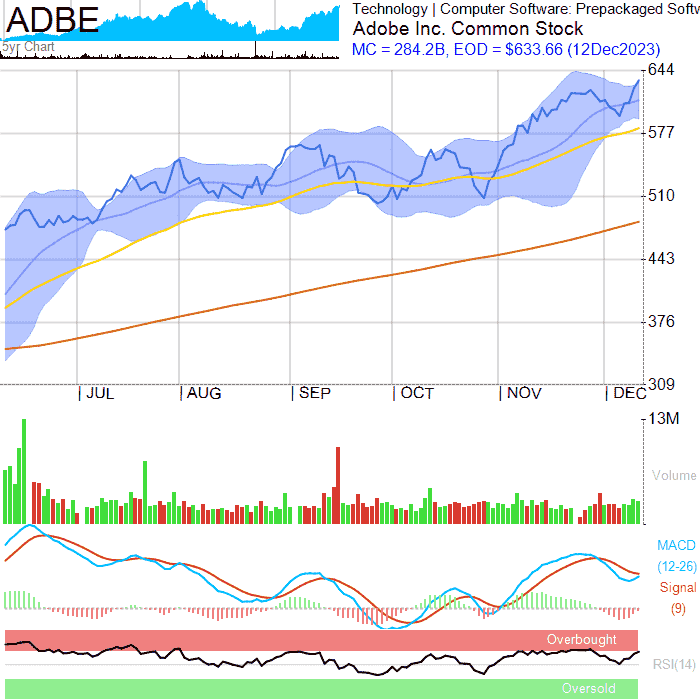 ADBE
5yr Chart
Technology | Computer Software: Prepackaged Softw
Adobe Inc. Common Stock
MC = 284.2B, EOD = $633.66 (12Dec2023)
644
577
510
443
376
309
JUL
AUG
SEP
OCT
NOV
DEC
13M
Volume
MACD
(12-26)
Signal
(9)
Overbought
RSI(14)
Oversold